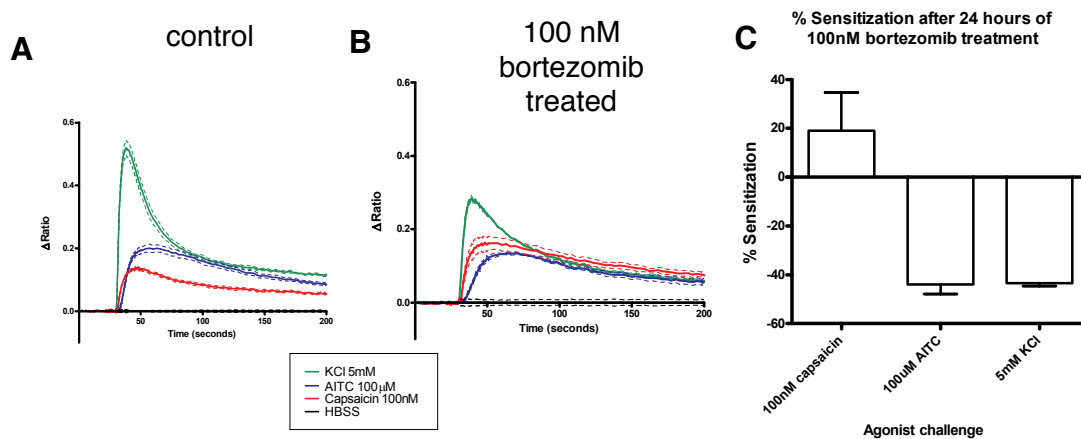 A
control
ΔRatio
0.6
0.4
0.2
0.0
50
100
150
200
Time (seconds)
B
100 nM
bortezomib
treated
ΔRatio
0.6
0.4
0.2
0.0
50
100
150
200
Time (seconds)
KCl 5mM
AITC 100µM
Capsaicin 100nM
HBSS
C
% Sensitization after 24 hours of
100nM bortezomib treatment
% Sensitization
40
20
0
-20
-40
-60
100nM capsaicin
100uM AITC
5mM KCl
Agonist challenge